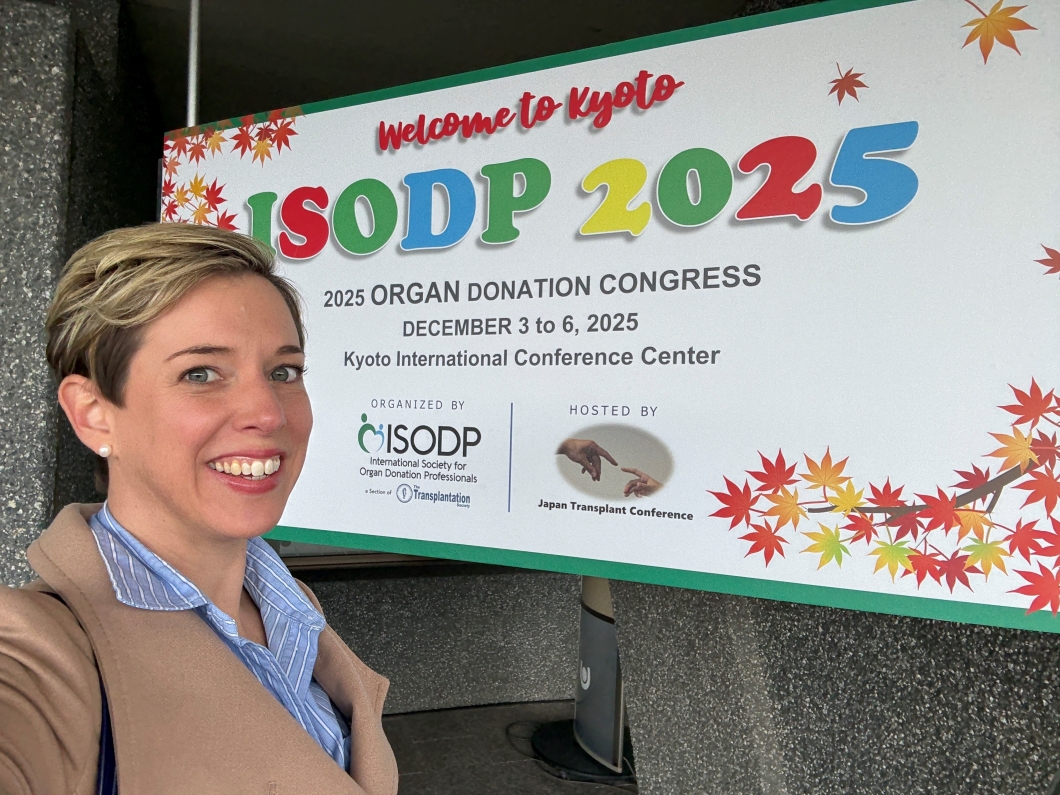 Welcome to Kyoto
ISODP 2025
2025 ORGAN DONATION CONGRESS
DECEMBER 3 to 6, 2025
Kyoto International Conference Center
ORGANIZED BY
ISODP
International Society for
Organ Donation Professionals
a Section of The Transplantation Society
HOSTED BY
Japan Transplant Conference